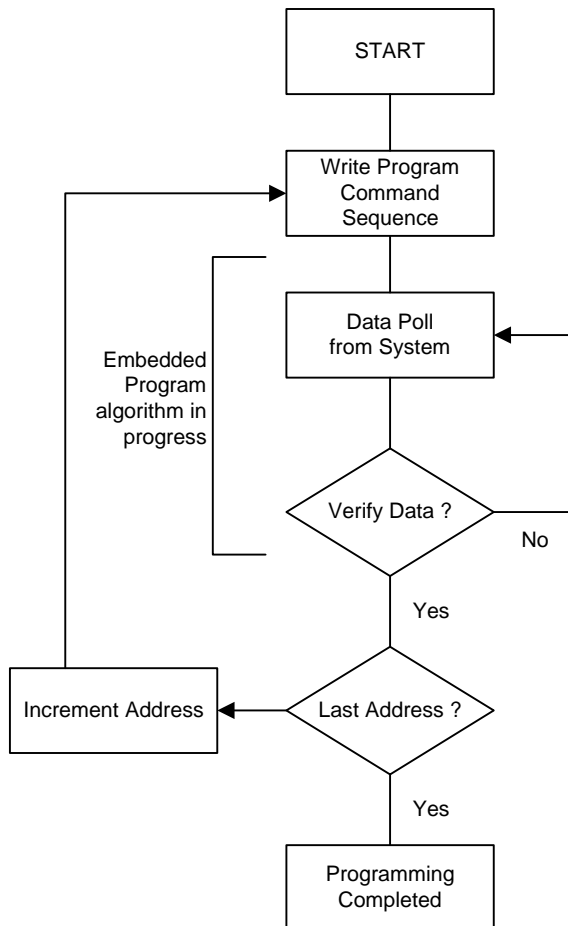 START
Write Program
Command
Sequence
Data Poll
from System
Embedded
Program
algorithm in
progress
Verify Data ?
No
Yes
Increment Address
Last Address ?
Yes
Programming
Completed